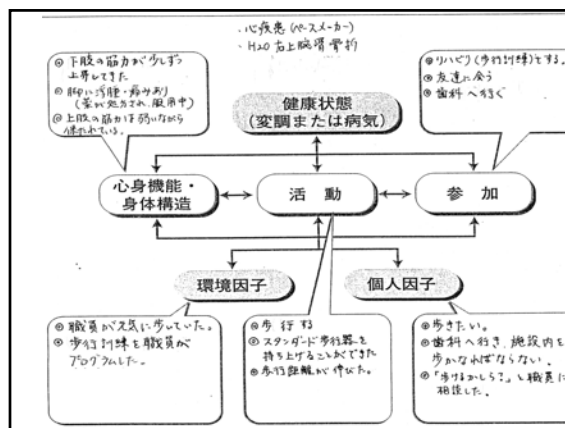 ・心疾患(ペースメーカー)
・H20 右上腕骨骨折
◎下肢の筋力が少しずつ
上昇してきた
◎脚に浮腫・痛みあり
(薬が処方され、服用中)
◎上肢の筋力は弱いながら
保たれている。
◎リハビリ(歩行訓練)をする。
◎友達に会う
◎歯科へ行く
健康状態
(変調または病気)
心身機能・
身体構造
活 動
参 加
環境因子
個人因子
◎職員が元気に歩していた。
◎歩行訓練を職員が
プログラムした。
◎歩行する
◎スタンダード歩行器を
持ち上げることができた
◎歩行距離が伸びた。
◎歩きたい。
◎歯科へ行き、施設内を
歩かなればならない。
◎「歩けるかしら?」と職員に
相談した。